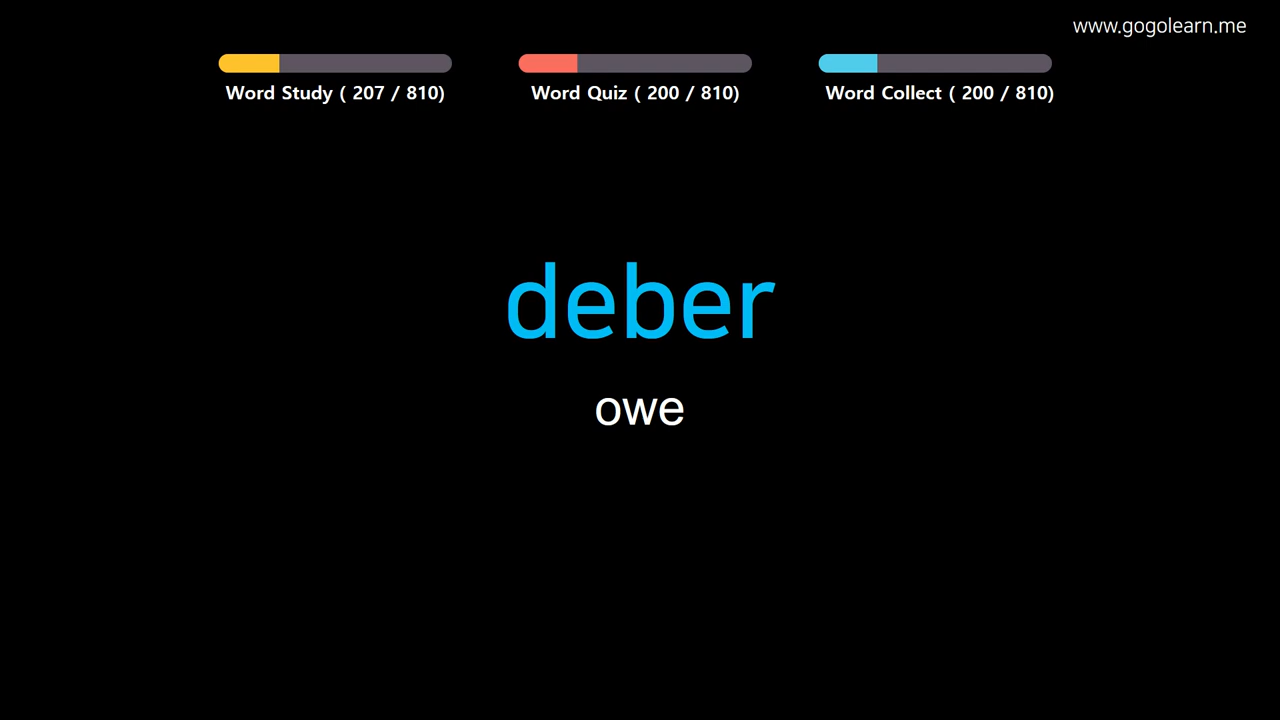 www.gogolearn.me
Word Study ( 207 / 810)
Word Quiz ( 200 / 810)
Word Collect ( 200 / 810)
deber
owe